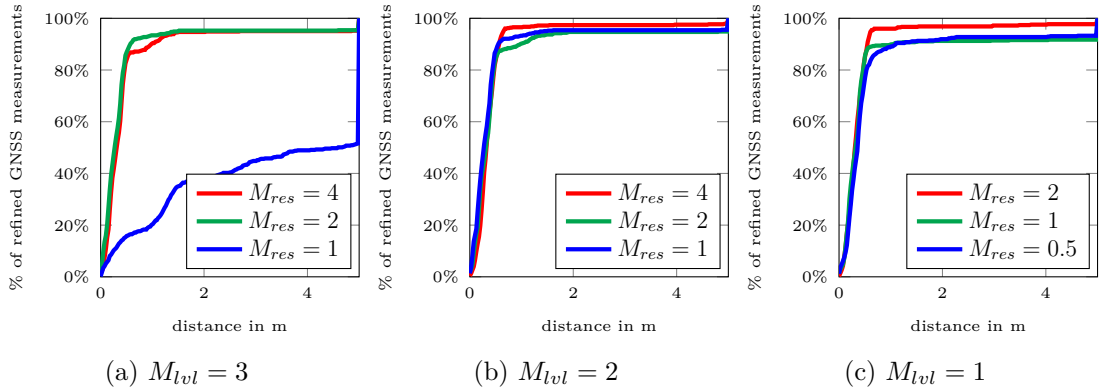 % of refined GNSS measurements
100%
80%
60%
40%
20%
0%
0
2
4
distance in m
M_res = 4
M_res = 2
M_res = 1
(a) M_lvl = 3
% of refined GNSS measurements
100%
80%
60%
40%
20%
0%
0
2
4
distance in m
M_res = 4
M_res = 2
M_res = 1
(b) M_lvl = 2
% of refined GNSS measurements
100%
80%
60%
40%
20%
0%
0
2
4
distance in m
M_res = 2
M_res = 1
M_res = 0.5
(c) M_lvl = 1